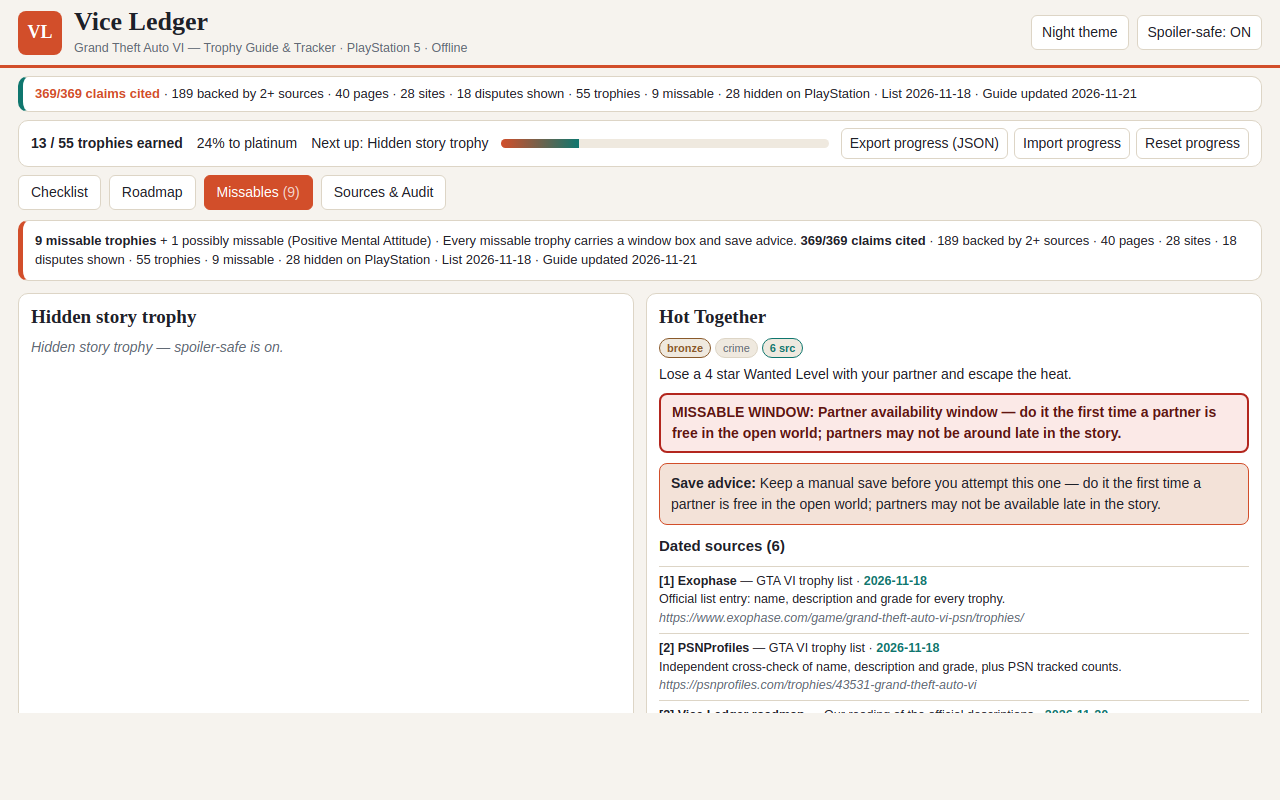 VL
Vice Ledger
Grand Theft Auto VI — Trophy Guide & Tracker · PlayStation 5 · Offline
Night theme
Spoiler-safe: ON
369/369 claims cited · 189 backed by 2+ sources · 40 pages · 28 sites · 18 disputes shown · 55 trophies · 9 missable · 28 hidden on PlayStation · List 2026-11-18 · Guide updated 2026-11-21
13 / 55 trophies earned
24% to platinum
Next up: Hidden story trophy
Export progress (JSON)
Import progress
Reset progress
Checklist
Roadmap
Missables (9)
Sources & Audit
9 missable trophies + 1 possibly missable (Positive Mental Attitude) · Every missable trophy carries a window box and save advice. 369/369 claims cited · 189 backed by 2+ sources · 40 pages · 28 sites · 18
disputes shown · 55 trophies · 9 missable · 28 hidden on PlayStation · List 2026-11-18 · Guide updated 2026-11-21
Hidden story trophy
Hidden story trophy — spoiler-safe is on.
Hot Together
bronze
crime
6 src
Lose a 4 star Wanted Level with your partner and escape the heat.
MISSABLE WINDOW: Partner availability window — do it the first time a partner is
free in the open world; partners may not be around late in the story.
Save advice: Keep a manual save before you attempt this one — do it the first time a
partner is free in the open world; partners may not be available late in the story.
Dated sources (6)
[1] Exophase — GTA VI trophy list · 2026-11-18
Official list entry: name, description and grade for every trophy.
https://www.exophase.com/game/grand-theft-auto-vi-psn/trophies/
[2] PSNProfiles — GTA VI trophy list · 2026-11-18
Independent cross-check of name, description and grade, plus PSN tracked counts.
https://psnprofiles.com/trophies/43531-grand-theft-auto-vi